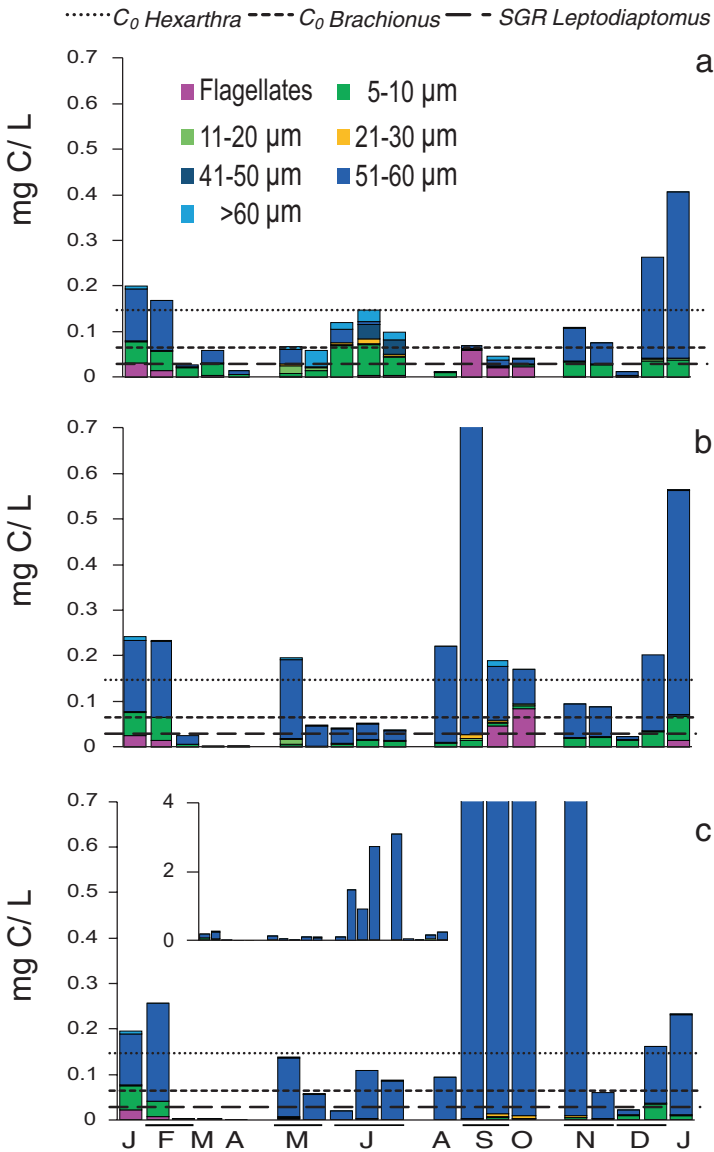 C0 Hexarthra C0 Brachionus SGR Leptodiaptomus
a
0.7
0.6
0.5
0.4
0.3
0.2
0.1
0
mg C/ L
Flagellates 5-10 µm
11-20 µm 21-30 µm
41-50 µm 51-60 µm
>60 µm
b
0.7
0.6
0.5
0.4
0.3
0.2
0.1
0
mg C/ L
c
0.7
0.6
0.5
0.4
0.3
0.2
0.1
0
mg C/ L
4
2
0
J F M A M J A S O N D J